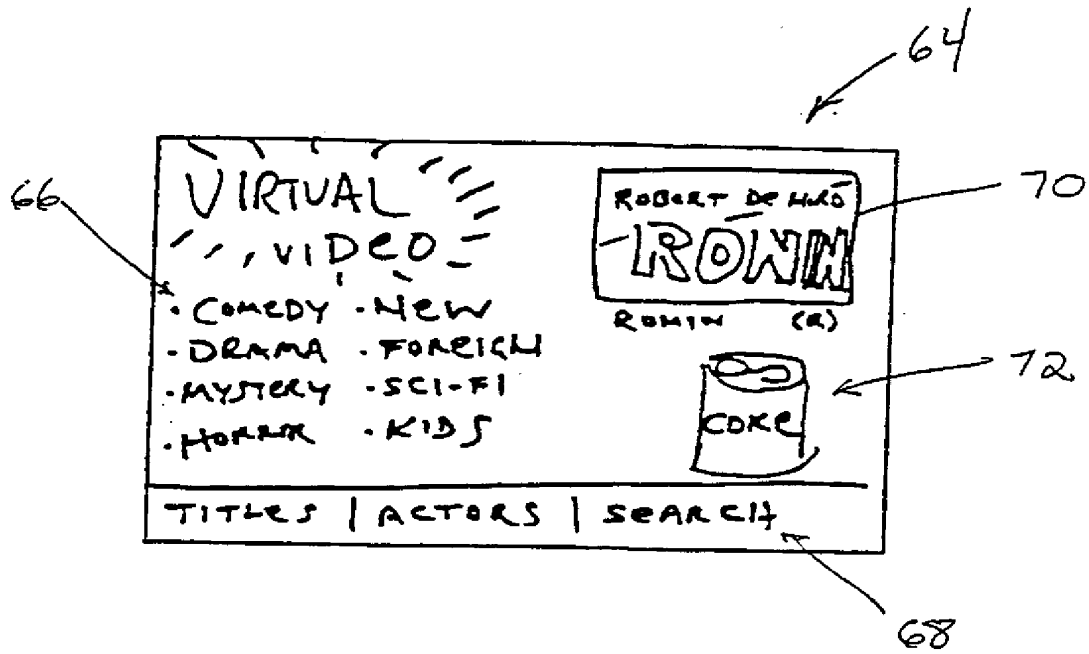 64
66
VIRTUAL
VIDEO
ROBERT DE NIRO
RONIN
70
· COMEDY · NEW
RONIN (R)
· DRAMA · FOREIGN
72
· MYSTERY · SCI-FI
COKE
· HORROR · KIDS
TITLES | ACTORS | SEARCH
68